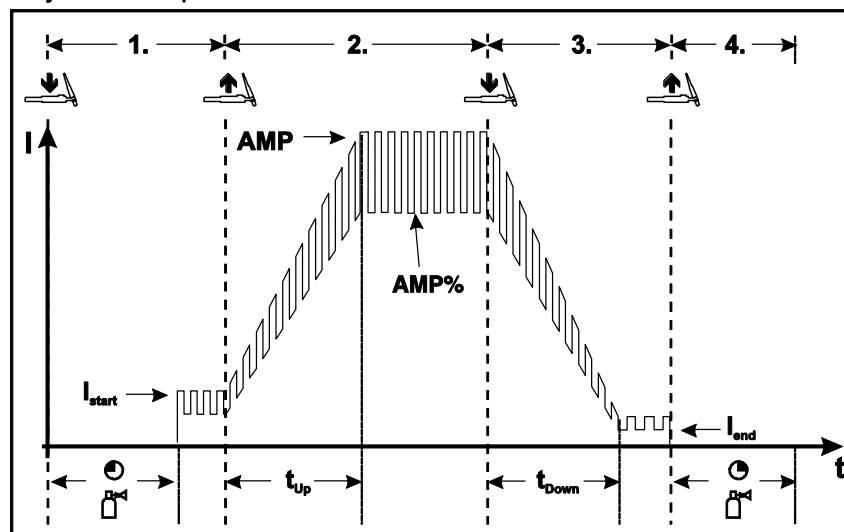 1. 2. 3. 4.
I
AMP
AMP%
Istart
Iend
t
tUp
tDown